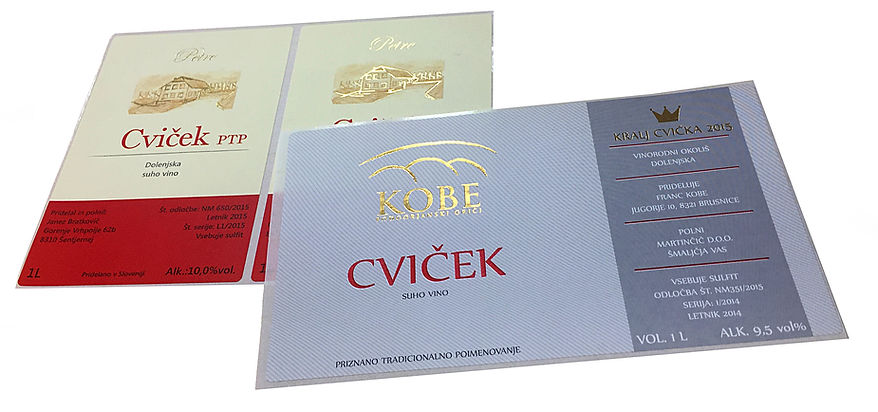 Petre
Cviček PTP
Dolenjska
suho vino
Pridelal in polnil:
Janez Bratkovič
Gorenje Vrhpolje 62b
8310 Šentjernej
Št. odločbe: NM 650/2015
Letnik 2015
Št. serije: L1/2015
Vsebuje sulfit
1L
Pridelano v Sloveniji
Alk.:10,0%vol.
Petre
KOBE
PODGORJANSKI GRIČI
CVIČEK
SUHO VINO
PRIZNANO TRADICIONALNO POIMENOVANJE
KRALJ CVIČKA 2015
VINORODNI OKOLIŠ
DOLENJSKA
PRIDELUJE
FRANC KOBE
JUGORJE 10, 8321 BRUSNICE
POLNI
MARTINČIČ D.O.O.
ŠMALJČJA VAS
VSEBUJE SULFIT
ODLOČBA ŠT. NM351/2015
SERIJA: 1/2014
LETNIK 2014
VOL. 1 L
ALK. 9.5 vol%